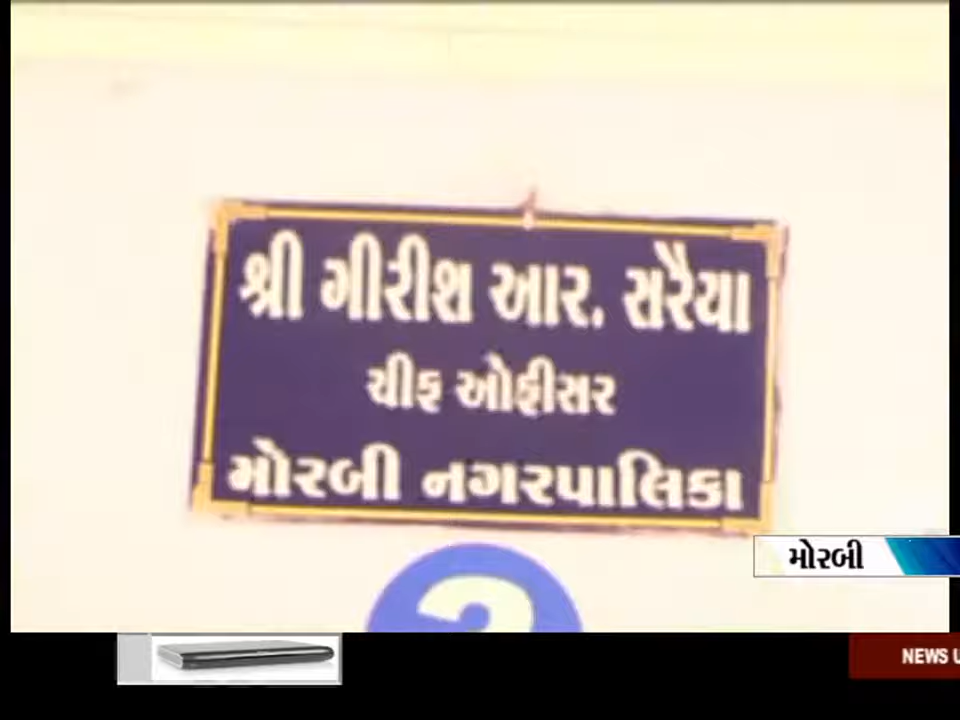 શ્રી ગીરીશ આર. સરૈયા
ચીફ ઓફીસર
મોરબી નગરપાલિકા
મોરબી
NEWS